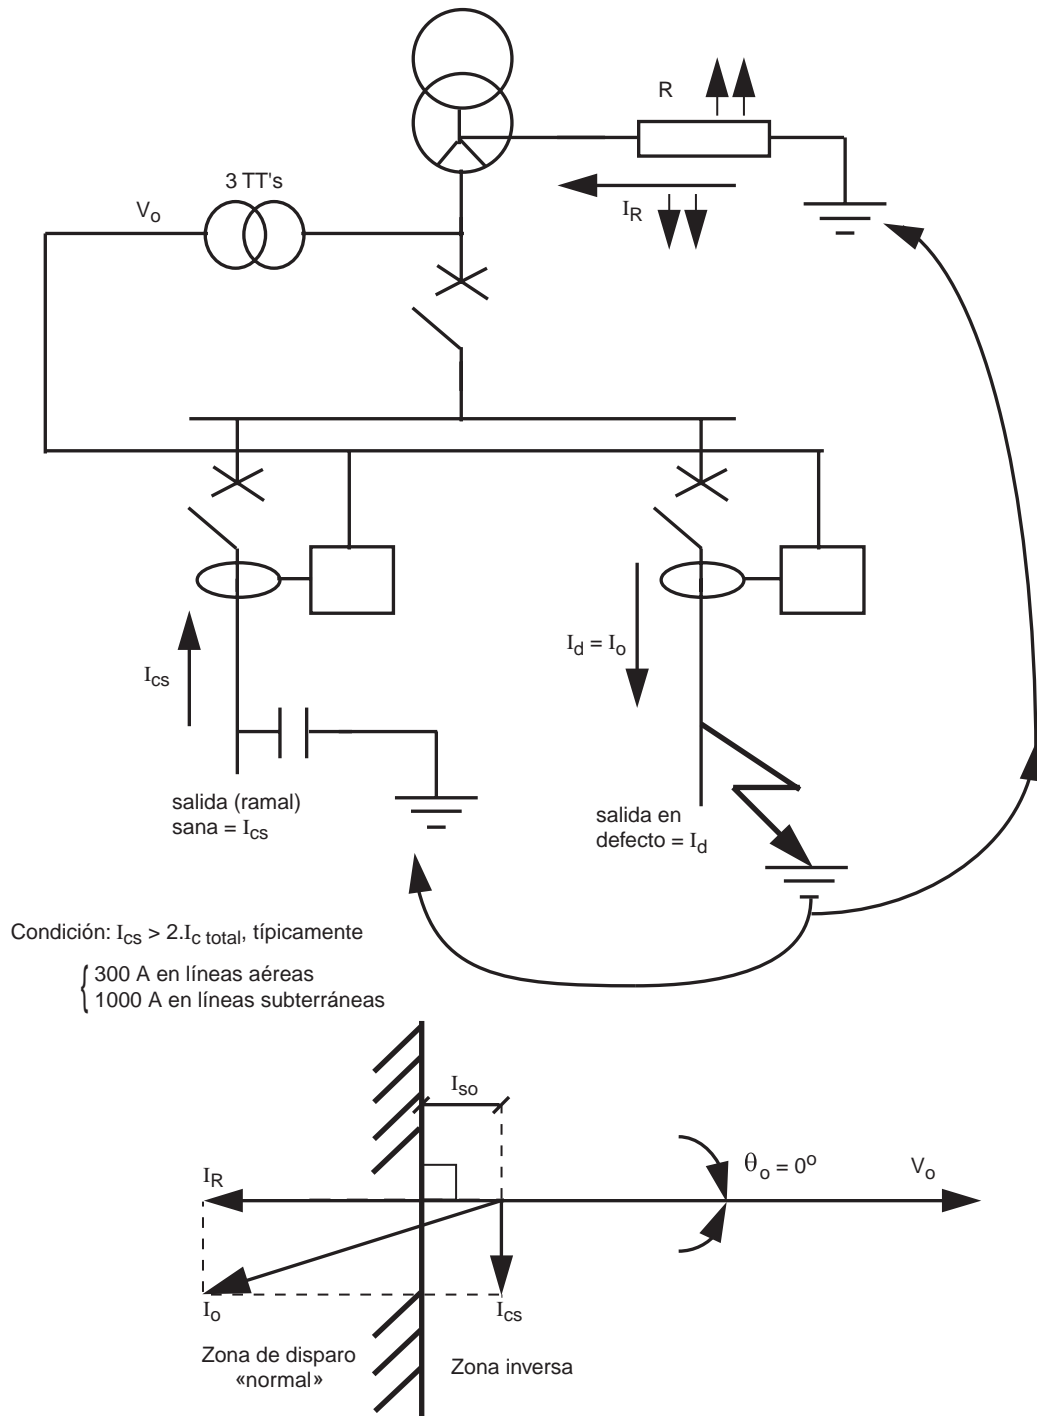 R
3 TT's
Vo
IR
Ics
Id = Io
salida (ramal)
sana = Ics
salida en
defecto = Id
Condición: Ics > 2.Ic total, típicamente
300 A en líneas aéreas
1000 A en líneas subterráneas
Iso
IR
θo = 0º
Vo
Io
Ics
Zona de disparo
«normal»
Zona inversa